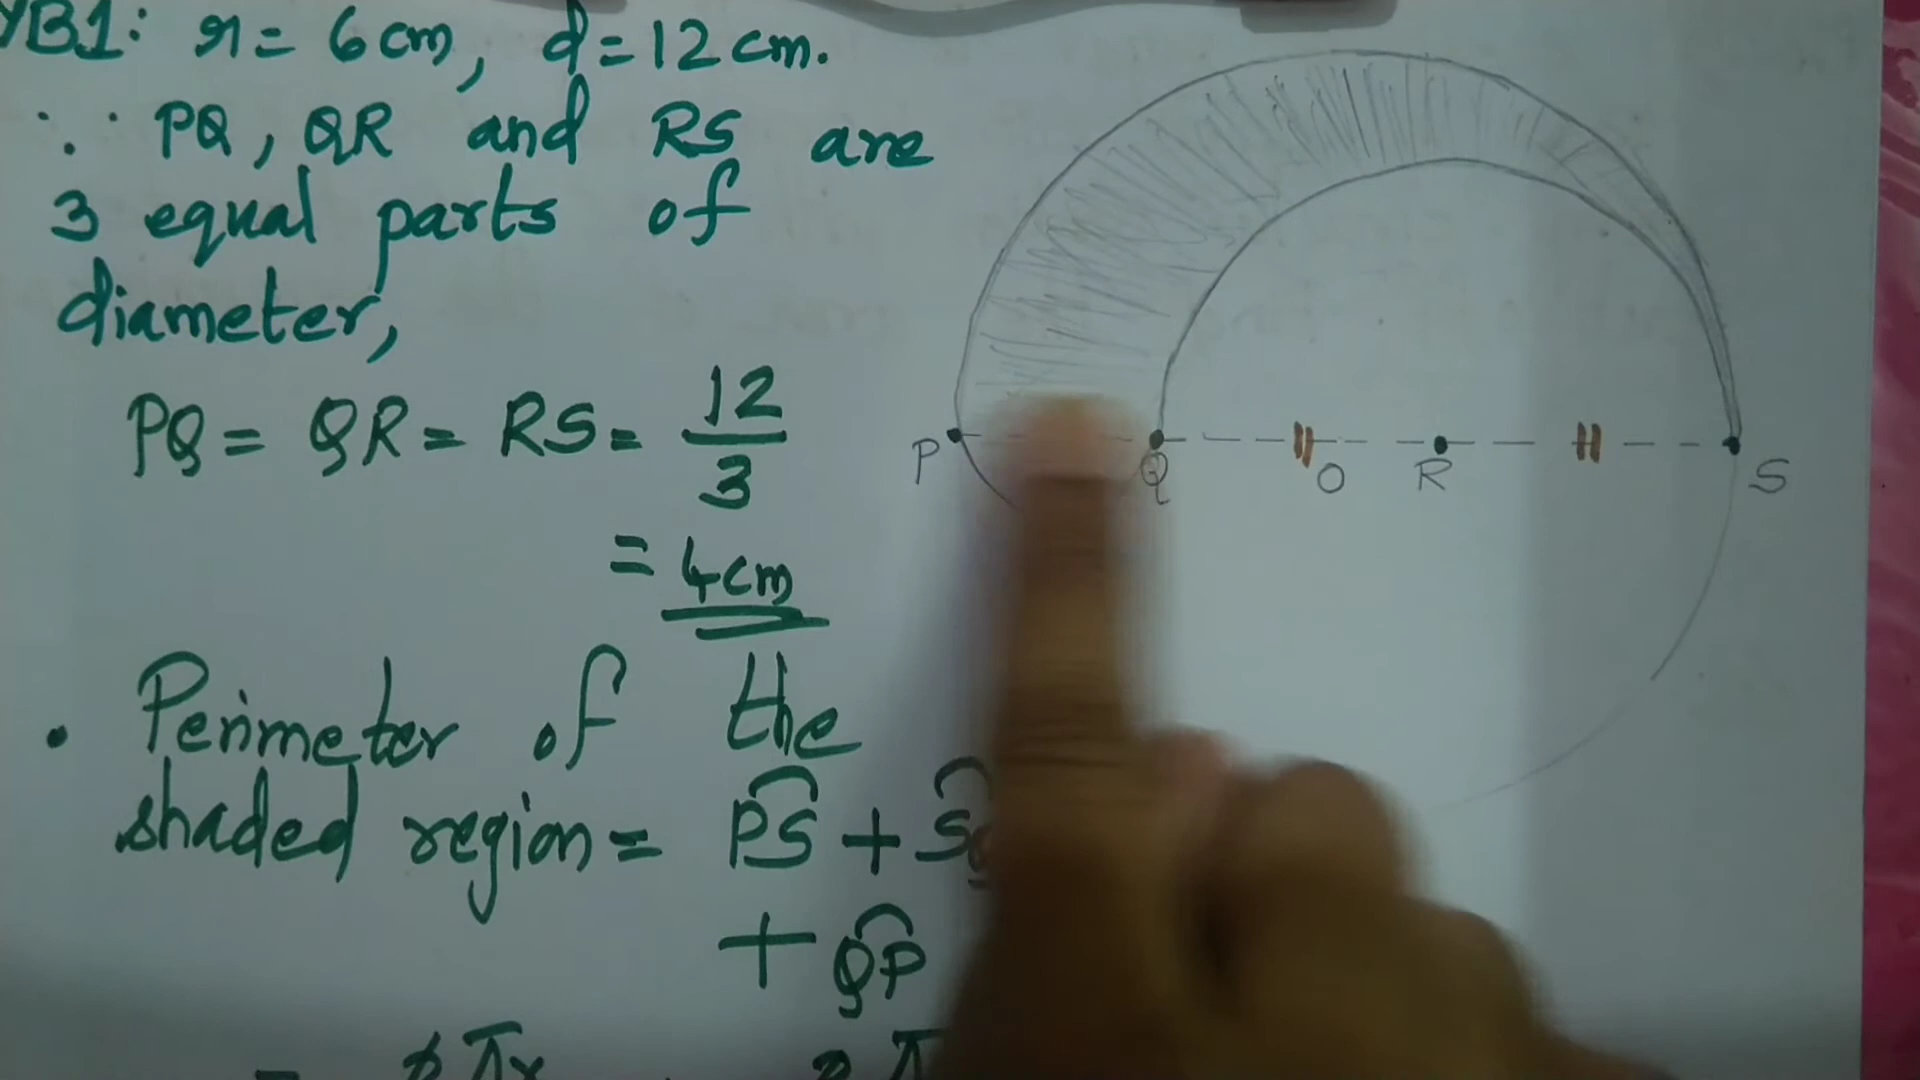 YB1: r = 6 cm, d = 12 cm.
∵ PQ, QR and RS are
3 equal parts of
diameter,
PQ = QR = RS = 12/3
= 4cm
• Perimeter of the
shaded region = PS +
+ QP
P
Q
O
R
S